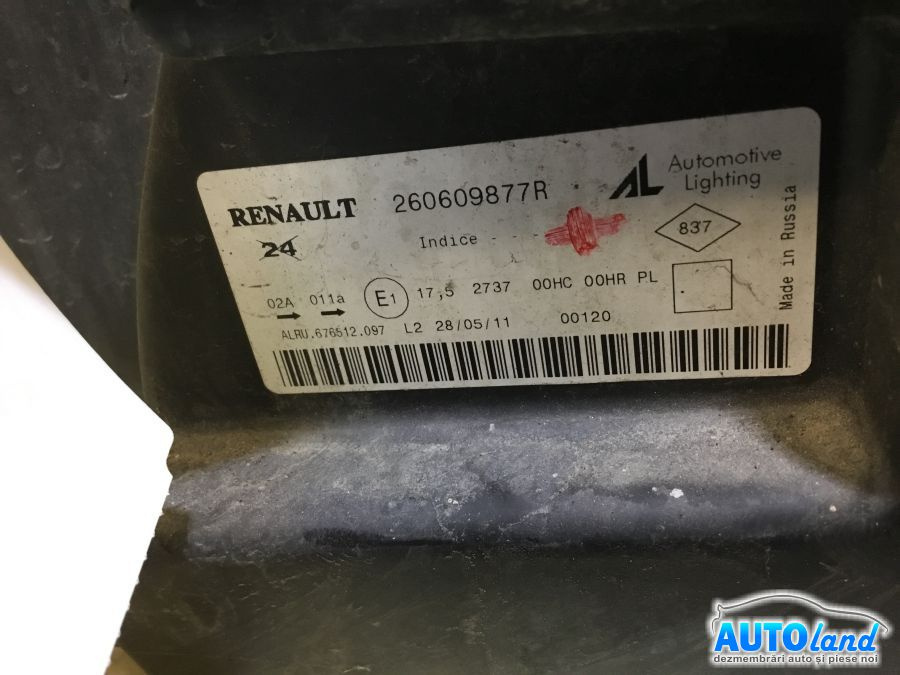 RENAULT 260609877R AL Automotive Lighting
24 Indice - - 837
Made in Russia
02A 011a E1 17,5 2737 00HC 00HR PL
ALRU.676512.097 L2 28/05/11 00120
AUTOland
dezmembrări auto și piese noi